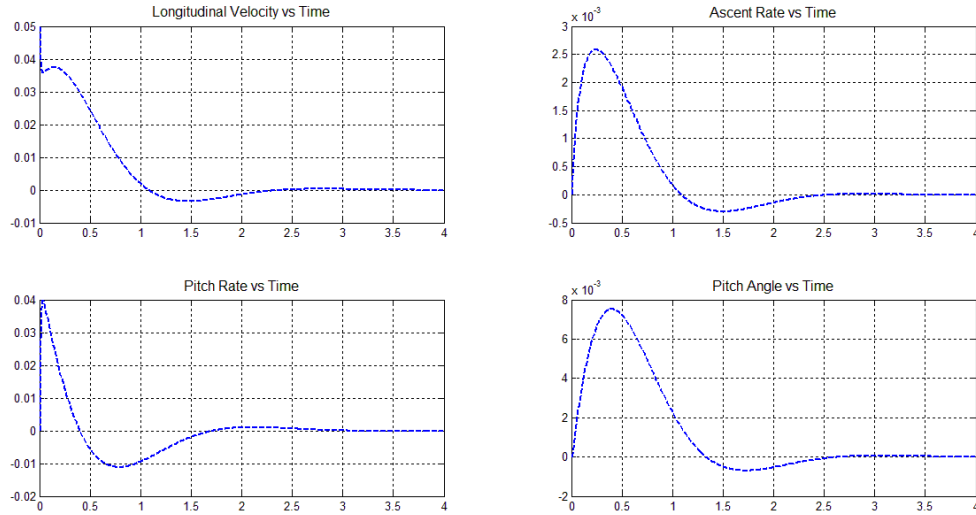 Longitudinal Velocity vs Time
0.05
0.04
0.03
0.02
0.01
0
-0.01
0 0.5 1 1.5 2 2.5 3 3.5 4
Ascent Rate vs Time
x 10⁻³
3
2.5
2
1.5
1
0.5
0
-0.5
0 0.5 1 1.5 2 2.5 3 3.5 4
Pitch Rate vs Time
0.04
0.03
0.02
0.01
0
-0.01
-0.02
0 0.5 1 1.5 2 2.5 3 3.5 4
Pitch Angle vs Time
x 10⁻³
8
6
4
2
0
-2
0 0.5 1 1.5 2 2.5 3 3.5 4